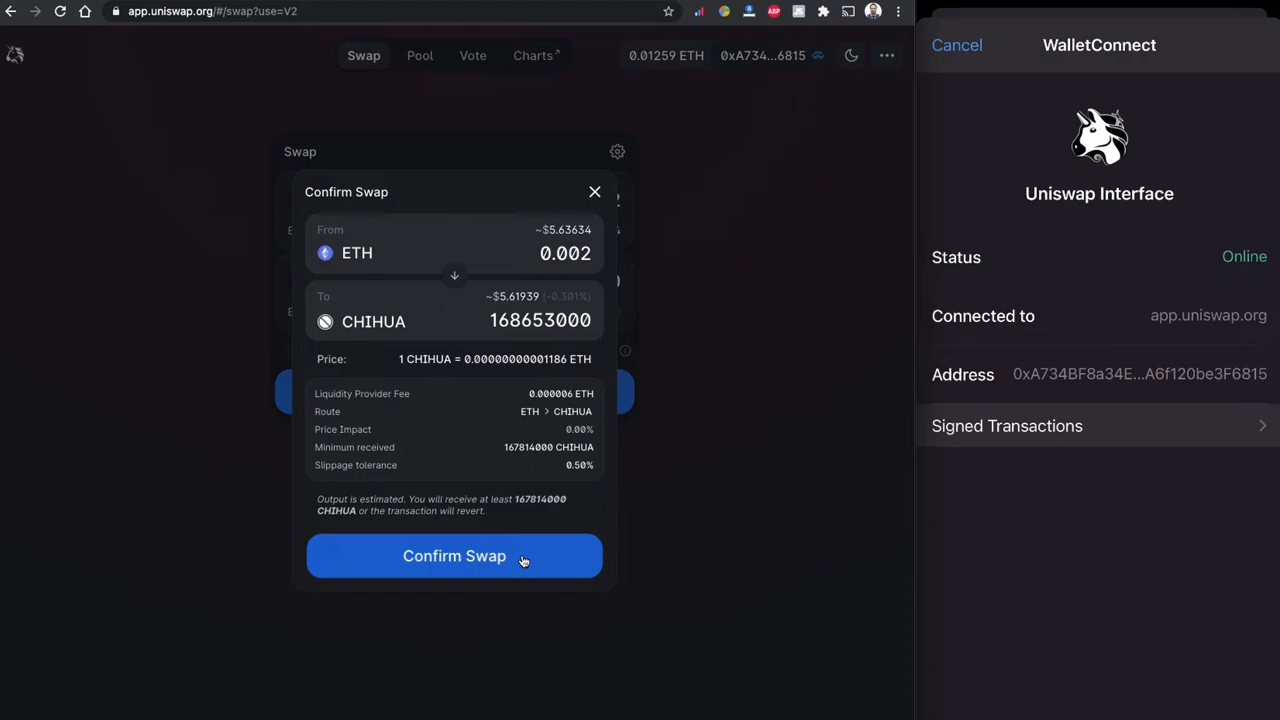 app.uniswap.org/#/swap?use=V2
ABP
Swap Pool Vote Charts↗ 0.01259 ETH 0xA734...6815 •••
Swap
Confirm Swap
From ~$5.63634
ETH 0.002
To ~$5.61939 (-0.301%)
CHIHUA 168653000
Price: 1 CHIHUA = 0.00000000001186 ETH
Liquidity Provider Fee 0.000006 ETH
Route ETH > CHIHUA
Price Impact 0.00%
Minimum received 167814000 CHIHUA
Slippage tolerance 0.50%
Output is estimated. You will receive at least 167814000
CHIHUA or the transaction will revert.
Confirm Swap
Cancel WalletConnect
Uniswap Interface
Status Online
Connected to app.uniswap.org
Address 0xA734BF8a34E...A6f120be3F6815
Signed Transactions